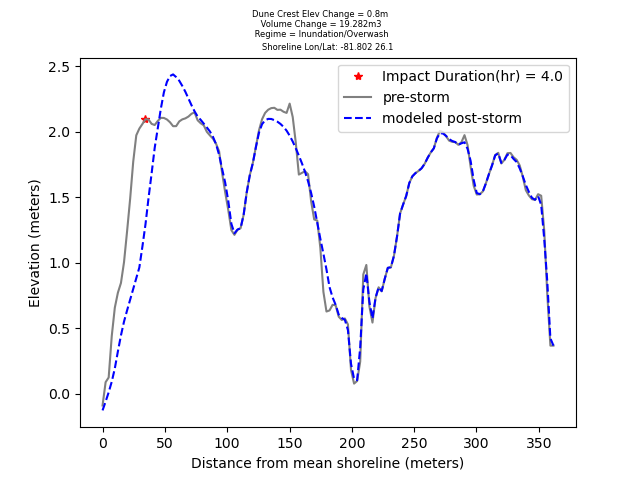 Dune Crest Elev Change = 0.8m
Volume Change = 19.282m3
Regime = Inundation/Overwash
Shoreline Lon/Lat: -81.802 26.1
Impact Duration(hr) = 4.0
pre-storm
modeled post-storm
Elevation (meters)
2.5
2.0
1.5
1.0
0.5
0.0
0 50 100 150 200 250 300 350
Distance from mean shoreline (meters)